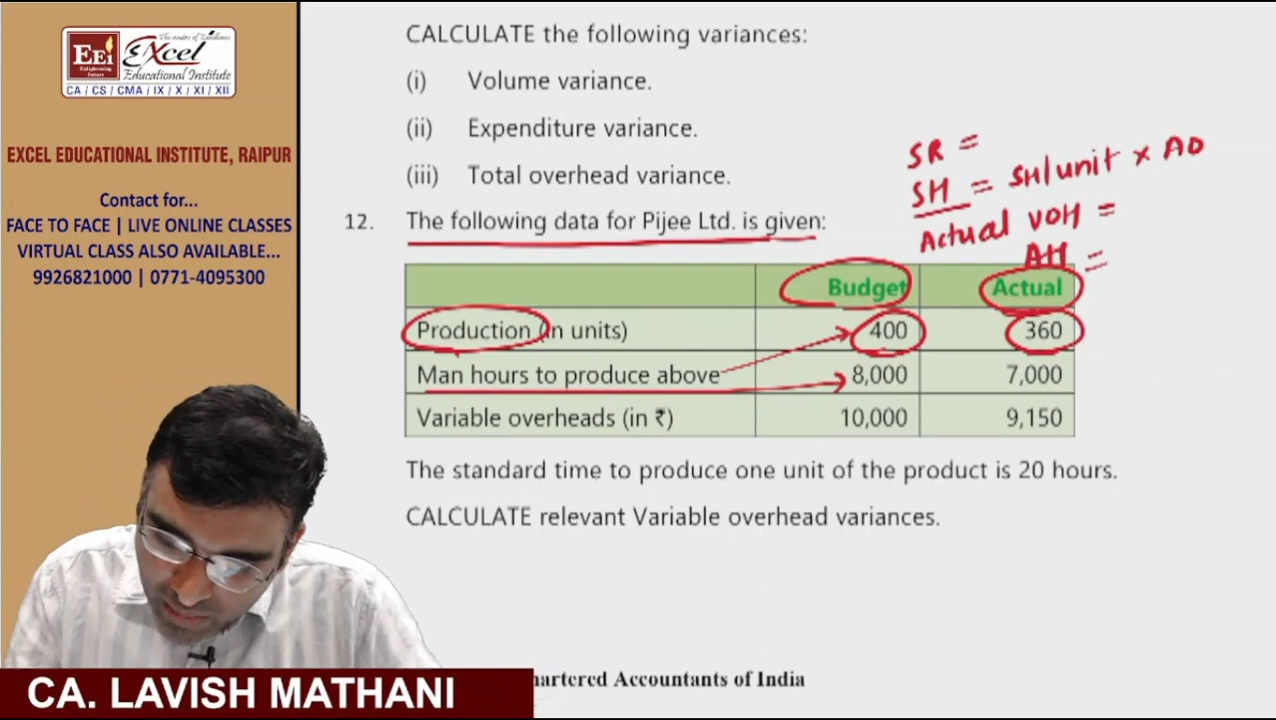 CALCULATE the following variances:
(i) Volume variance.
(ii) Expenditure variance.
(iii) Total overhead variance.
SR =
SH = SH/unit × AO
Actual VOH =
AH =
12. The following data for Pijee Ltd. is given:
Budget Actual
Production (in units) 400 360
Man hours to produce above 8,000 7,000
Variable overheads (in ₹) 10,000 9,150
The standard time to produce one unit of the product is 20 hours.
CALCULATE relevant Variable overhead variances.
hartered Accountants of India
EEi
The centre of Excellence
Excel
Educational Institute
CA / CS / CMA / IX / X / XI / XII
EXCEL EDUCATIONAL INSTITUTE, RAIPUR
Contact for...
FACE TO FACE | LIVE ONLINE CLASSES
VIRTUAL CLASS ALSO AVAILABLE...
9926821000 | 0771-4095300
CA. LAVISH MATHANI